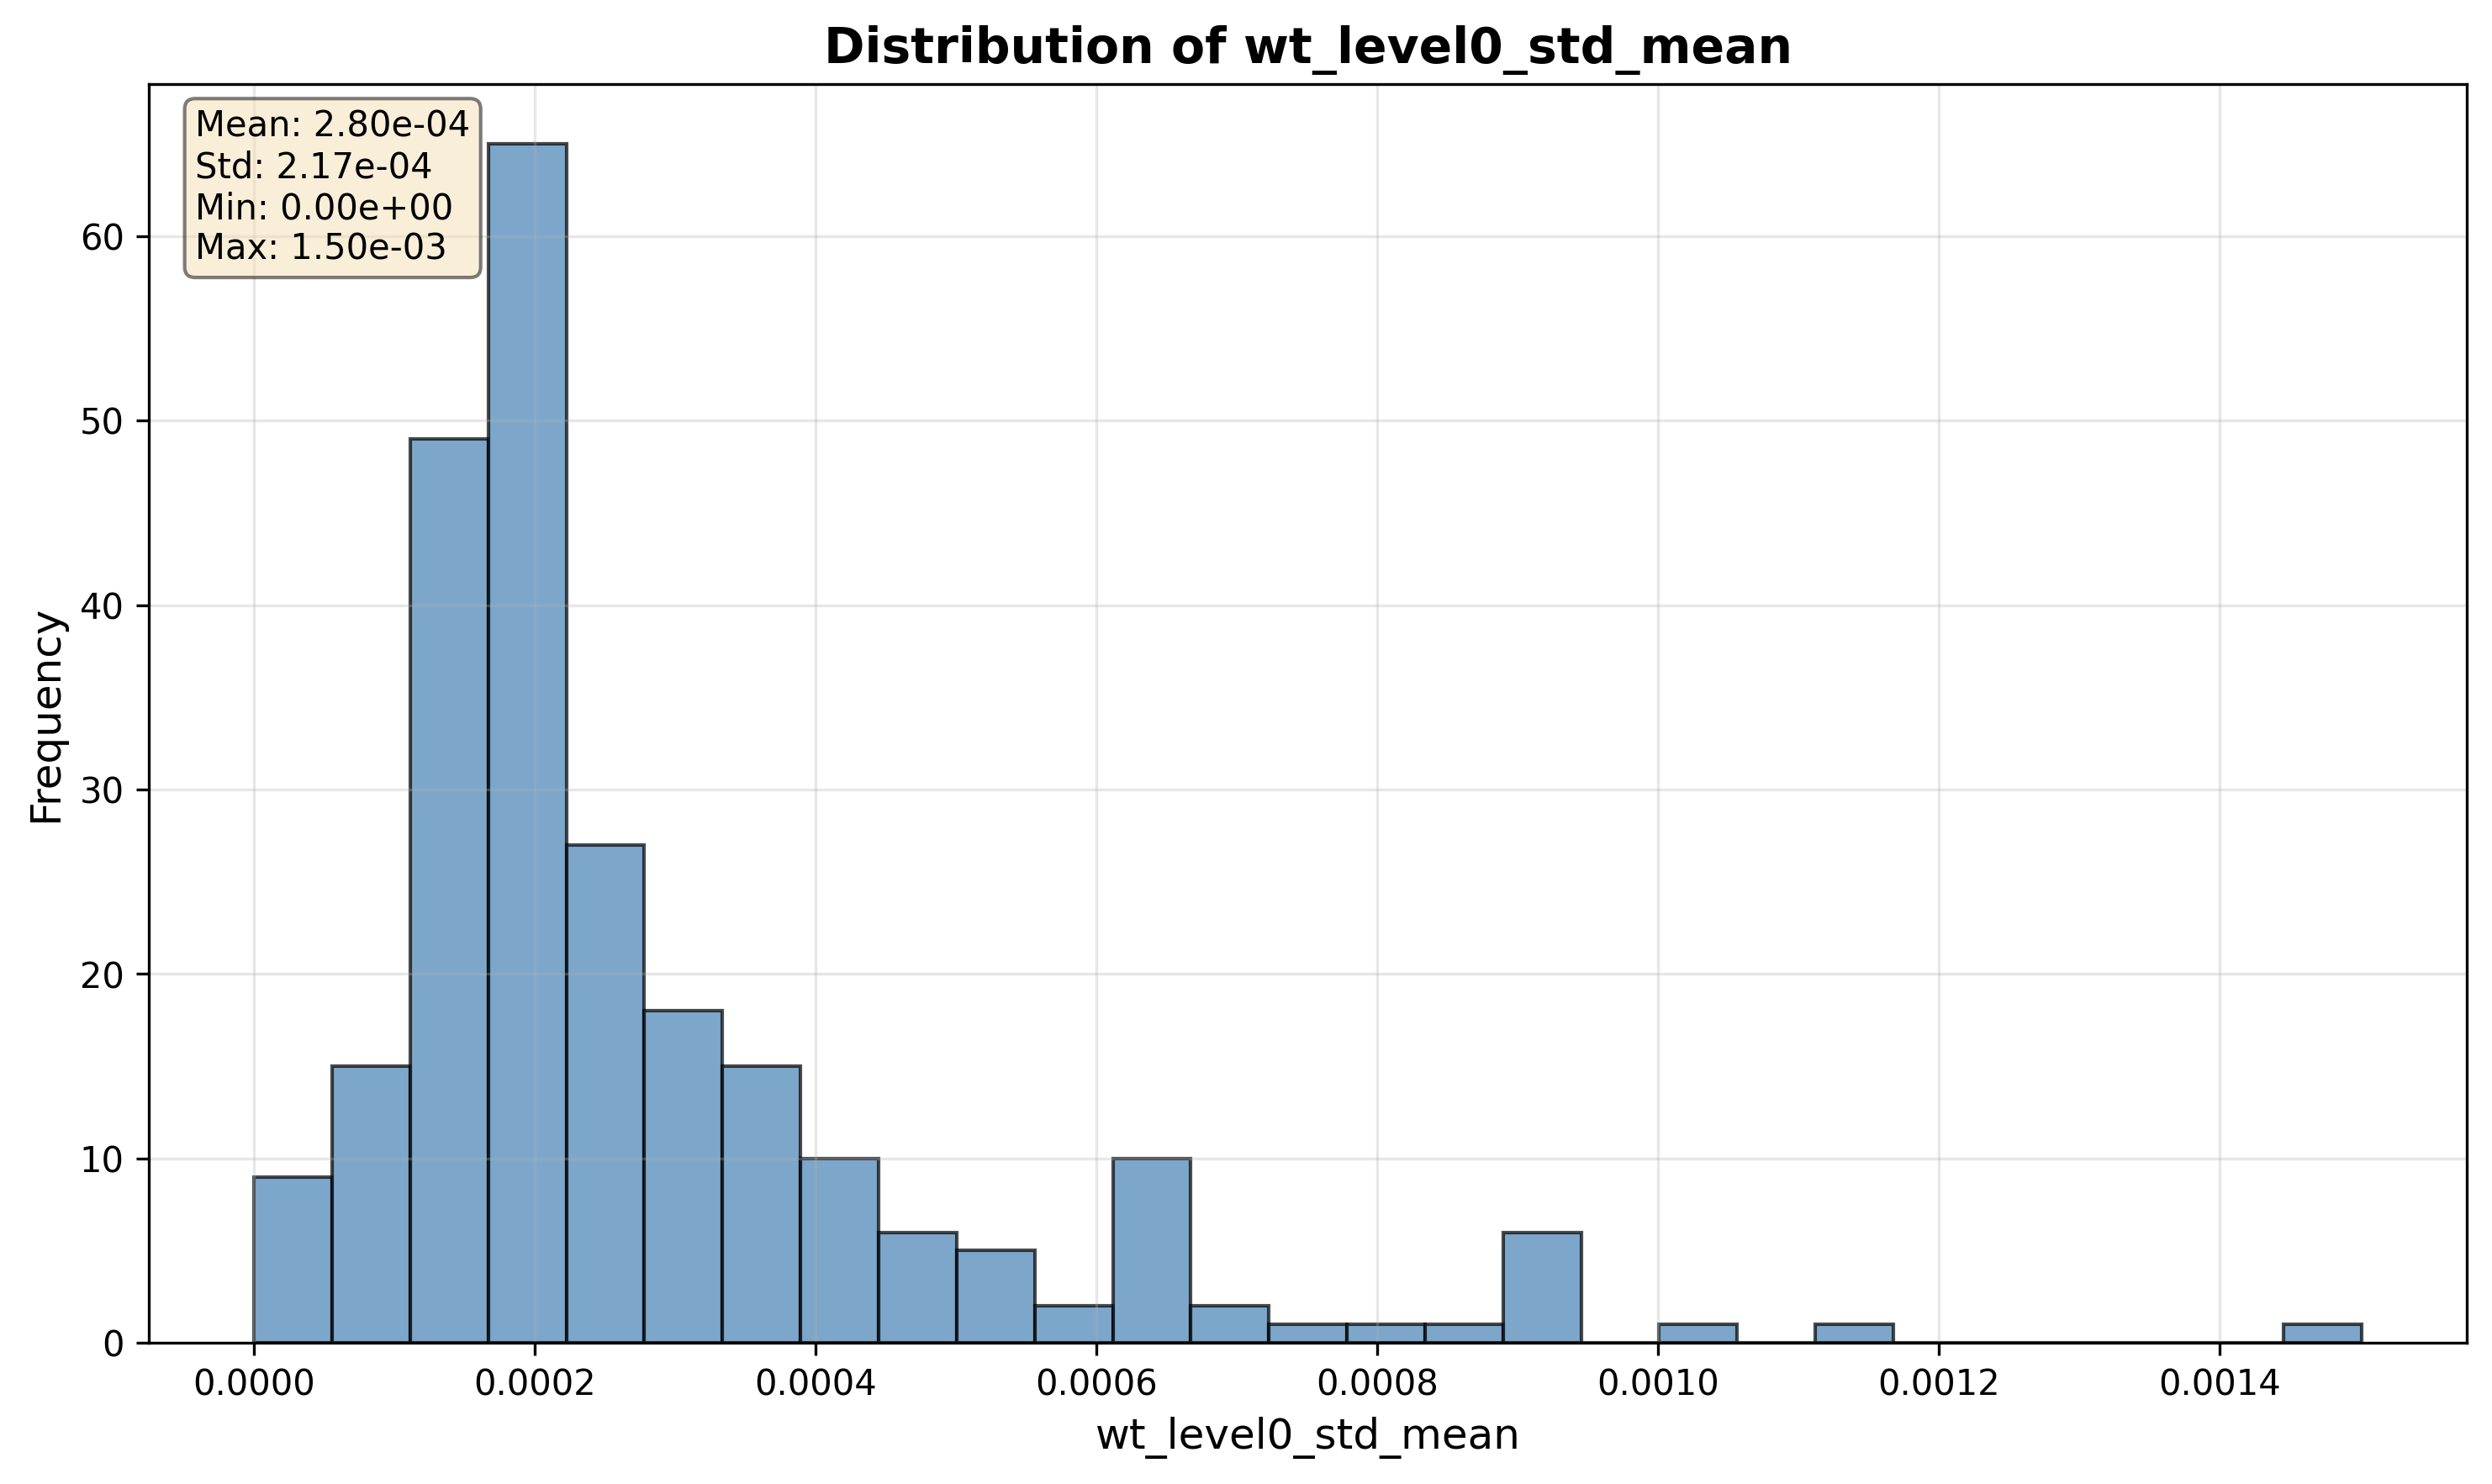 Distribution of wt_level0_std_mean
Mean: 2.80e-04
Std: 2.17e-04
Min: 0.00e+00
Max: 1.50e-03
Frequency
60
50
40
30
20
10
0
0.0000 0.0002 0.0004 0.0006 0.0008 0.0010 0.0012 0.0014
wt_level0_std_mean